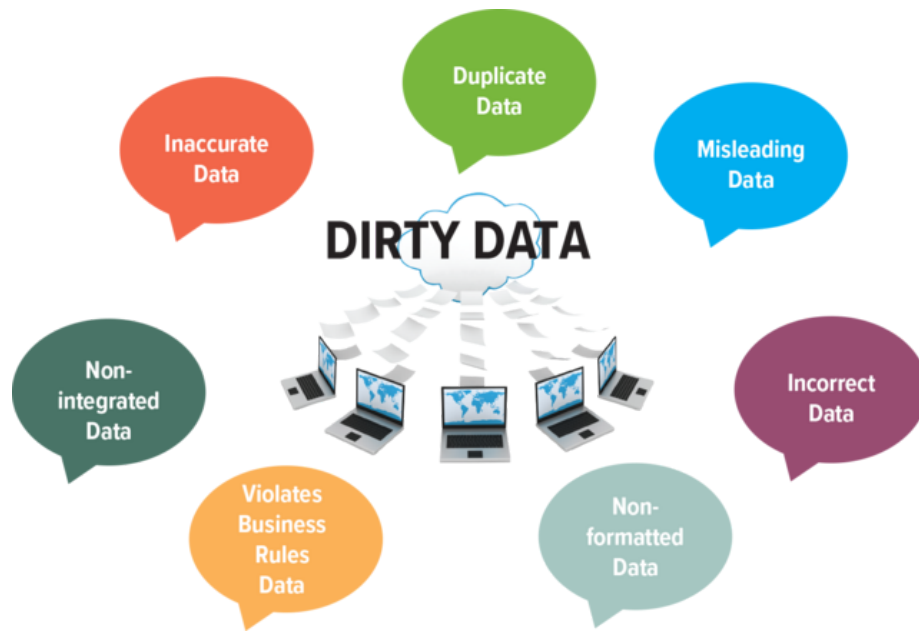 Duplicate
Data
Inaccurate
Data
Misleading
Data
DIRTY DATA
Non-
integrated
Data
Incorrect
Data
Violates
Business
Rules
Data
Non-
formatted
Data